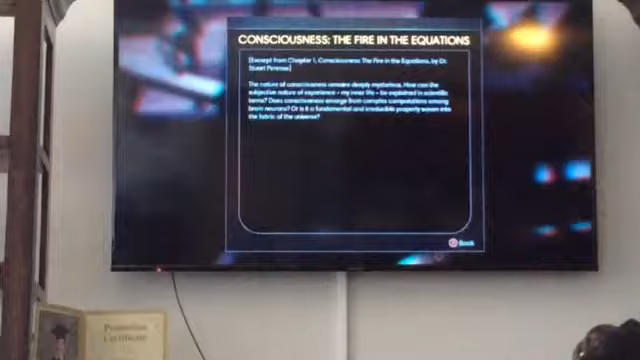 CONSCIOUSNESS: THE FIRE IN THE EQUATIONS
[Excerpt from Chapter 1, Consciousness: The Fire in the Equations, by Dr.
Stuart
The nature of consciousness remains deeply mysterious. How can the
subjective nature of experience - my inner life - be explained in scientific
terms? Does consciousness emerge from complex computations among
brain neurons? Or is it a fundamental and irreducible property woven into
the fabric of the universe?
Back
Promotion
Certificate